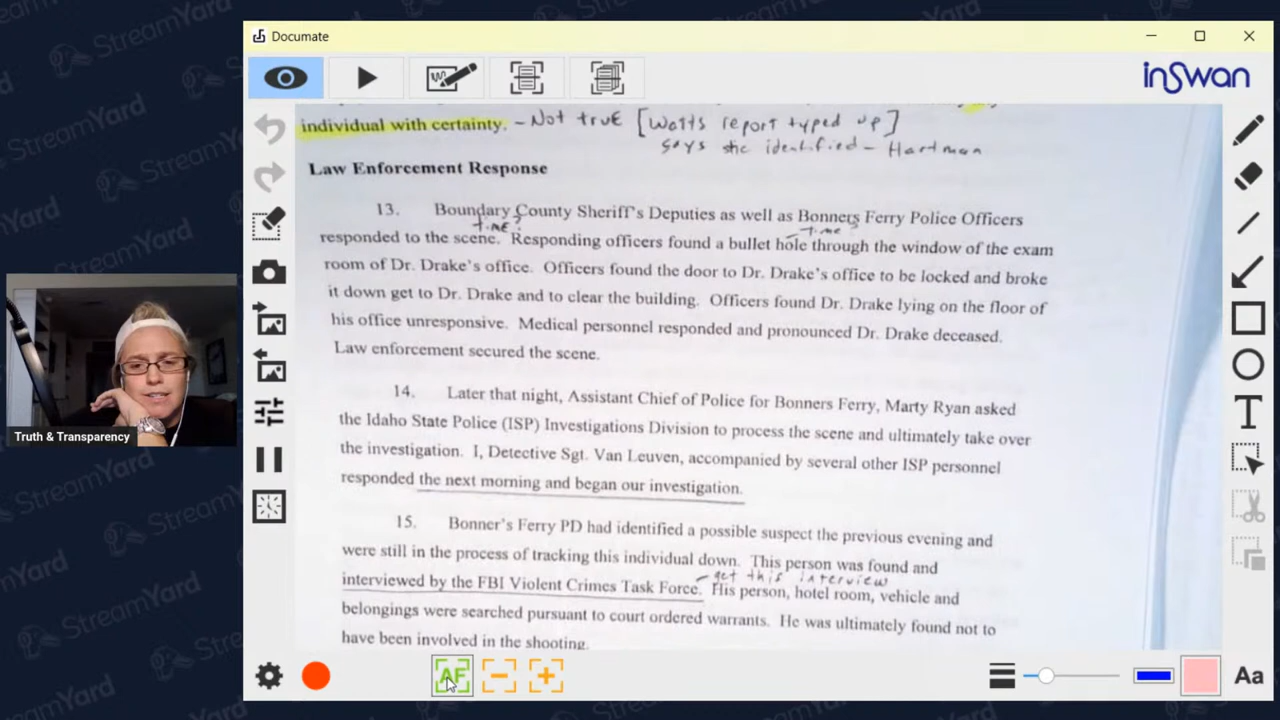 StreamYard
Documate
inSwan
individual with certainty. - Not true [Watts report typed up]
says she identified - Hartman
Law Enforcement Response
13. Boundary County Sheriff's Deputies as well as Bonners Ferry Police Officers
time? - time
responded to the scene. Responding officers found a bullet hole through the window of the exam
room of Dr. Drake's office. Officers found the door to Dr. Drake's office to be locked and broke
it down get to Dr. Drake and to clear the building. Officers found Dr. Drake lying on the floor of
his office unresponsive. Medical personnel responded and pronounced Dr. Drake deceased.
Law enforcement secured the scene.
14. Later that night, Assistant Chief of Police for Bonners Ferry, Marty Ryan asked
the Idaho State Police (ISP) Investigations Division to process the scene and ultimately take over
the investigation. I, Detective Sgt. Van Leuven, accompanied by several other ISP personnel
responded the next morning and began our investigation.
15. Bonner's Ferry PD had identified a possible suspect the previous evening and
were still in the process of tracking this individual down. This person was found and
- get this interview
interviewed by the FBI Violent Crimes Task Force. His person, hotel room, vehicle and
belongings were searched pursuant to court ordered warrants. He was ultimately found not to
have been involved in the shooting.
Truth & Transparency
T
AF
Aa